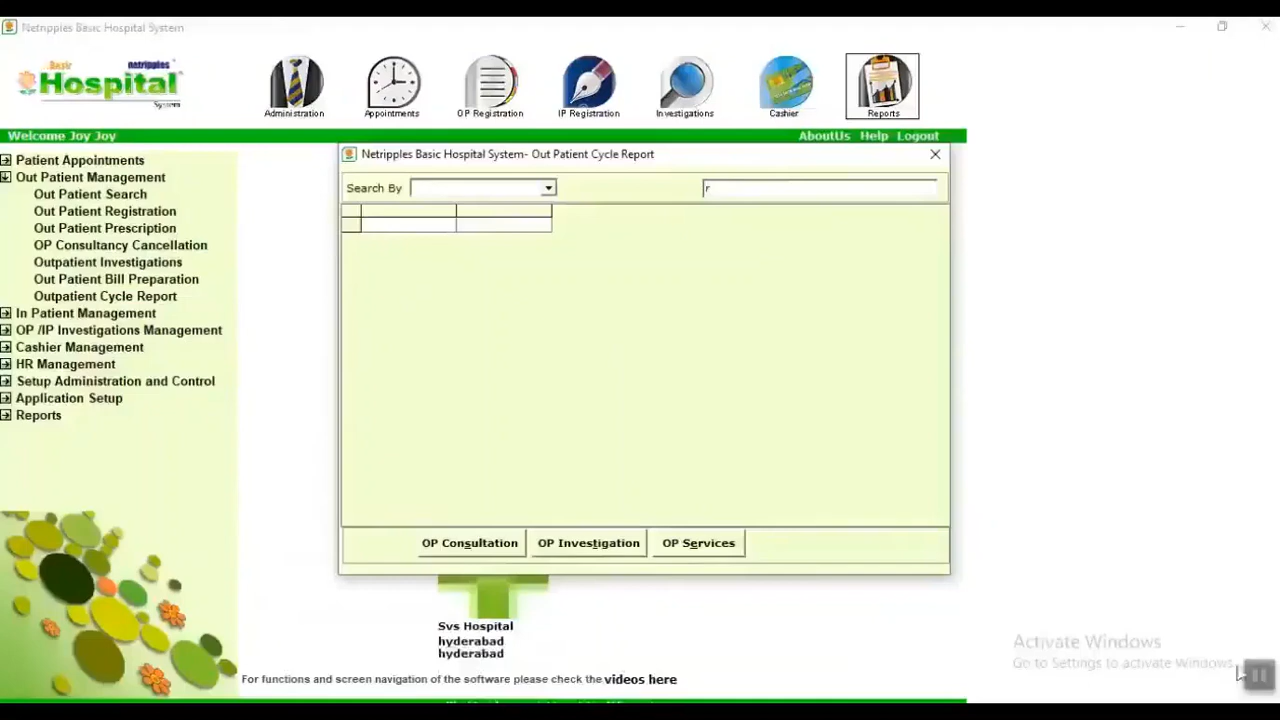 Netripples Basic Hospital System
Basic netripples
Hospital
System
Administration
Appointments
OP Registration
IP Registration
Investigations
Cashier
Reports
Welcome Joy Joy
AboutUs Help Logout
Patient Appointments
Out Patient Management
Out Patient Search
Out Patient Registration
Out Patient Prescription
OP Consultancy Cancellation
Outpatient Investigations
Out Patient Bill Preparation
Outpatient Cycle Report
In Patient Management
OP /IP Investigations Management
Cashier Management
HR Management
Setup Administration and Control
Application Setup
Reports
Netripples Basic Hospital System- Out Patient Cycle Report
Search By
r
OP Consultation
OP Investigation
OP Services
Svs Hospital
hyderabad
hyderabad
For functions and screen navigation of the software please check the videos here
Activate Windows
Go to Settings to activate Windows.